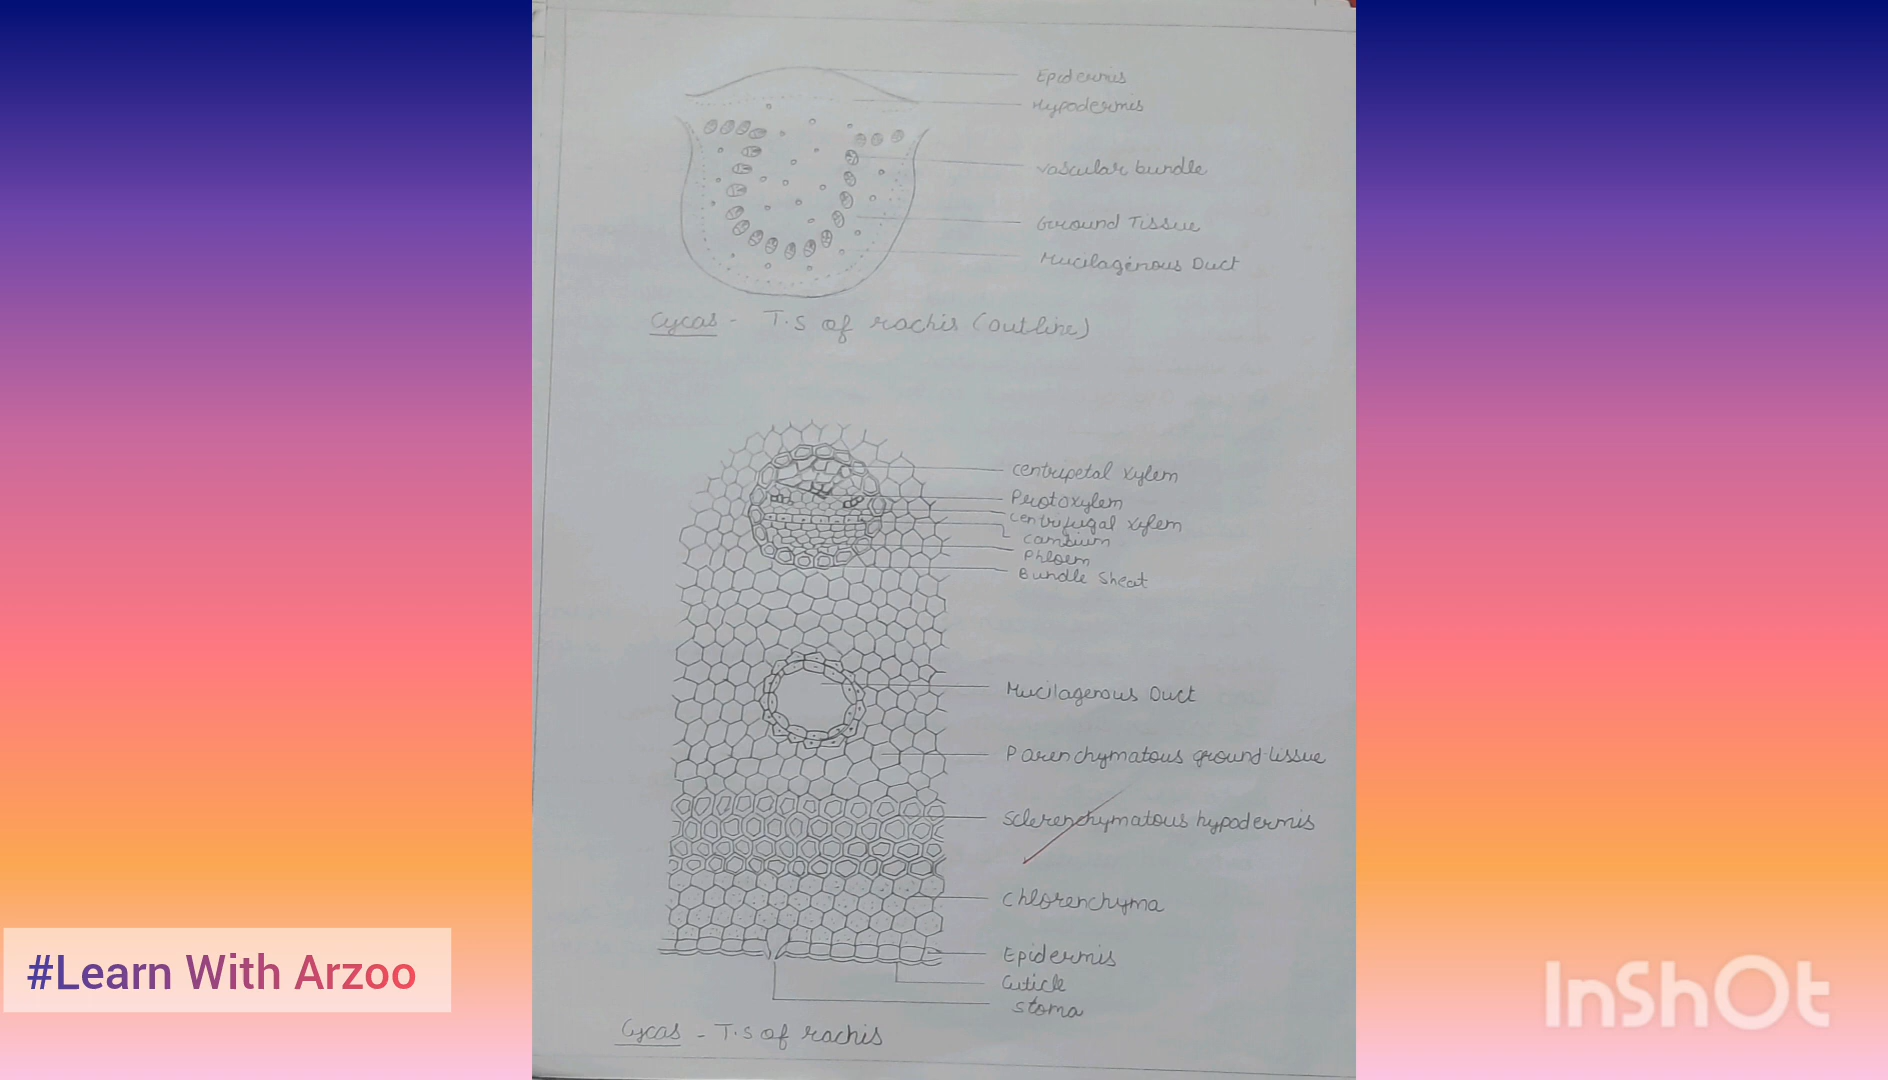 Epidermis
Hypodermis
vascular bundle
Ground Tissue
Mucilagenous Duct
Cycas - T.S of rachis (outline)
centripetal xylem
Protoxylem
centrifugal xylem
cambium
Phloem
Bundle Sheat
Mucilagenous Duct
Parenchymatous ground tissue
Sclerenchymatous hypodermis
Chlorenchyma
Epidermis
Cuticle
Stoma
Cycas - T.S of rachis
#Learn With Arzoo
InShOt